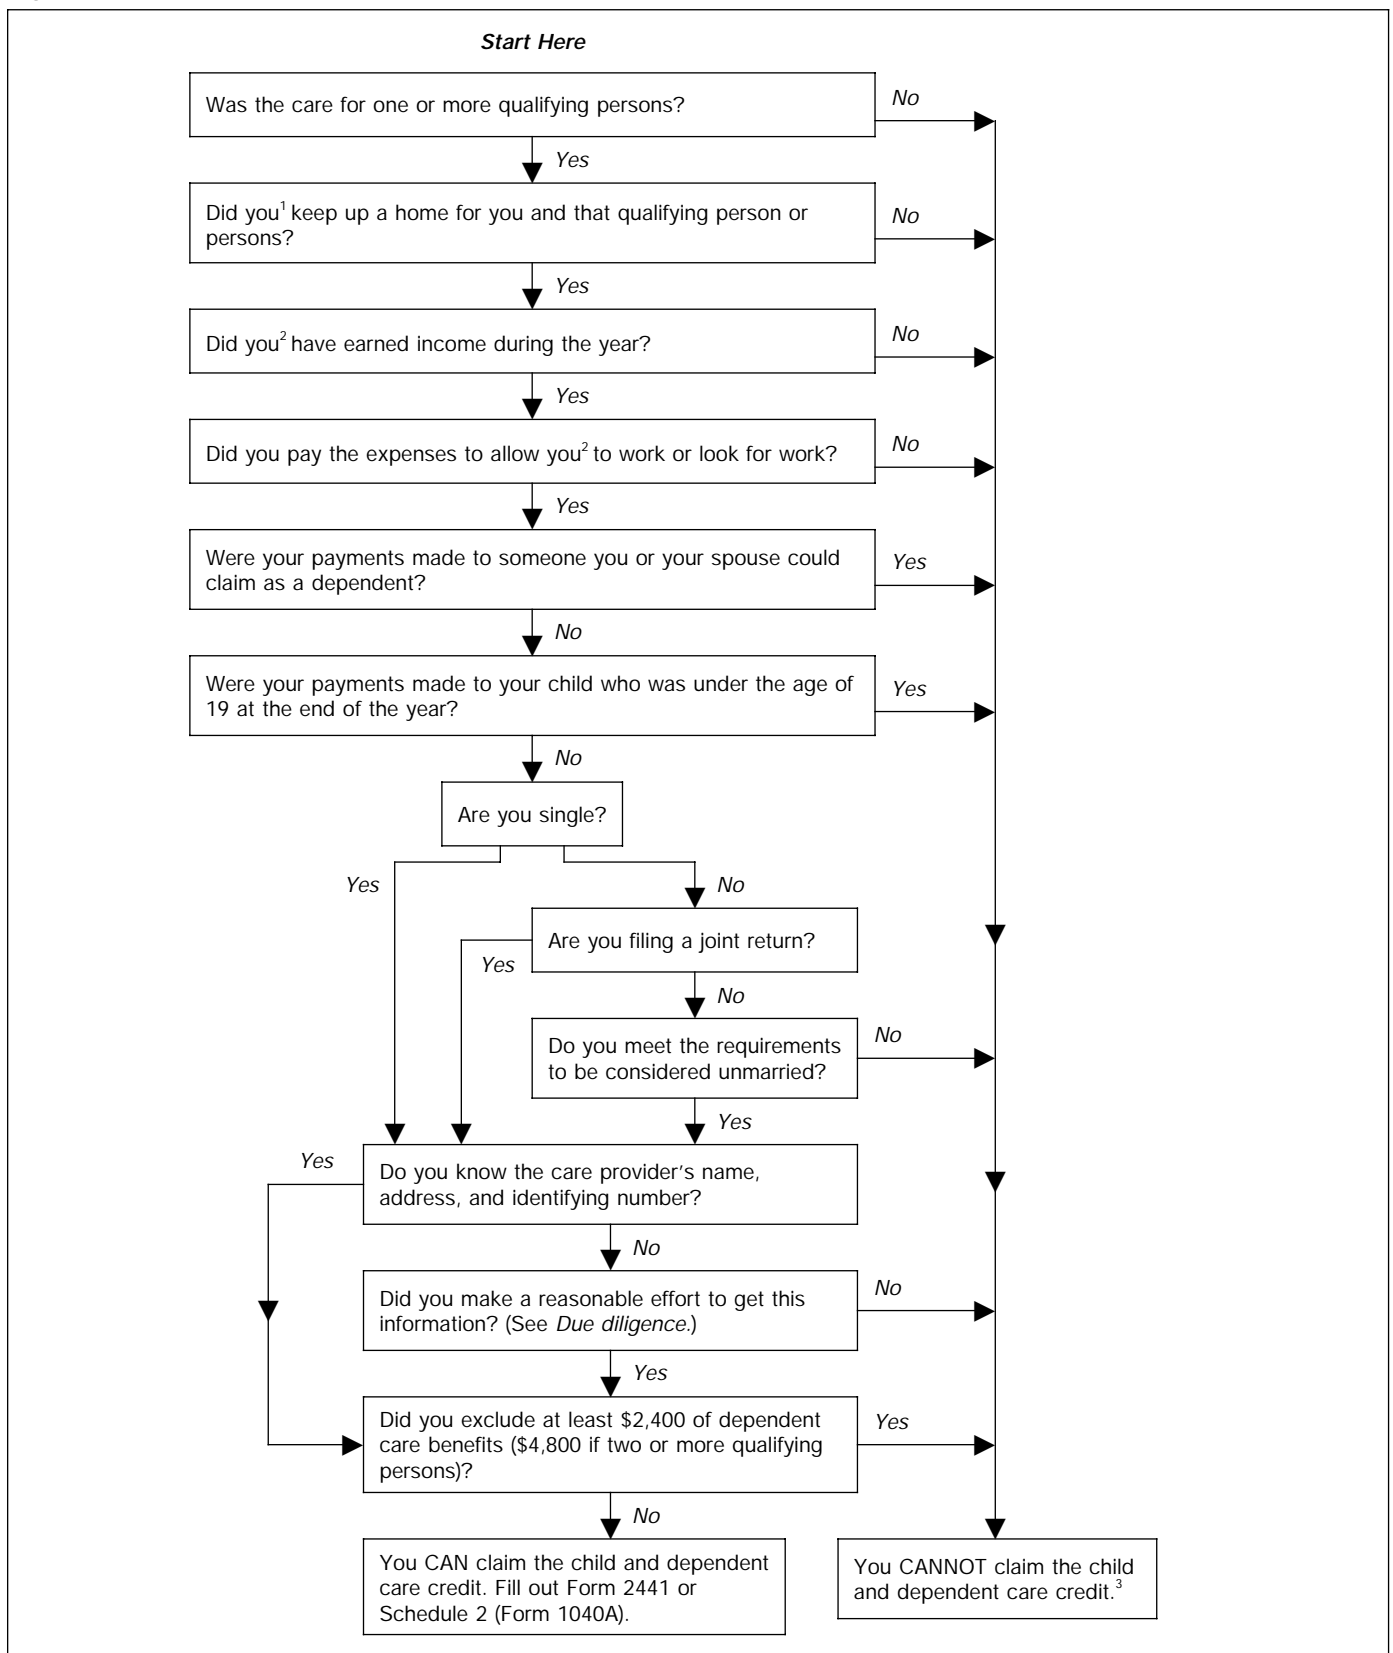 Start Here
Was the care for one or more qualifying persons?
No
Yes
Did you¹ keep up a home for you and that qualifying person or
persons?
No
Yes
Did you² have earned income during the year?
No
Yes
Did you pay the expenses to allow you² to work or look for work?
No
Yes
Were your payments made to someone you or your spouse could
claim as a dependent?
Yes
No
Were your payments made to your child who was under the age of
19 at the end of the year?
Yes
No
Are you single?
Yes
No
Are you filing a joint return?
Yes
No
Do you meet the requirements
to be considered unmarried?
No
Yes
Yes
Do you know the care provider's name,
address, and identifying number?
No
Did you make a reasonable effort to get this
information? (See Due diligence.)
No
Yes
Did you exclude at least $2,400 of dependent
care benefits ($4,800 if two or more qualifying
persons)?
Yes
No
You CAN claim the child and dependent
care credit. Fill out Form 2441 or
Schedule 2 (Form 1040A).
You CANNOT claim the child
and dependent care credit.³